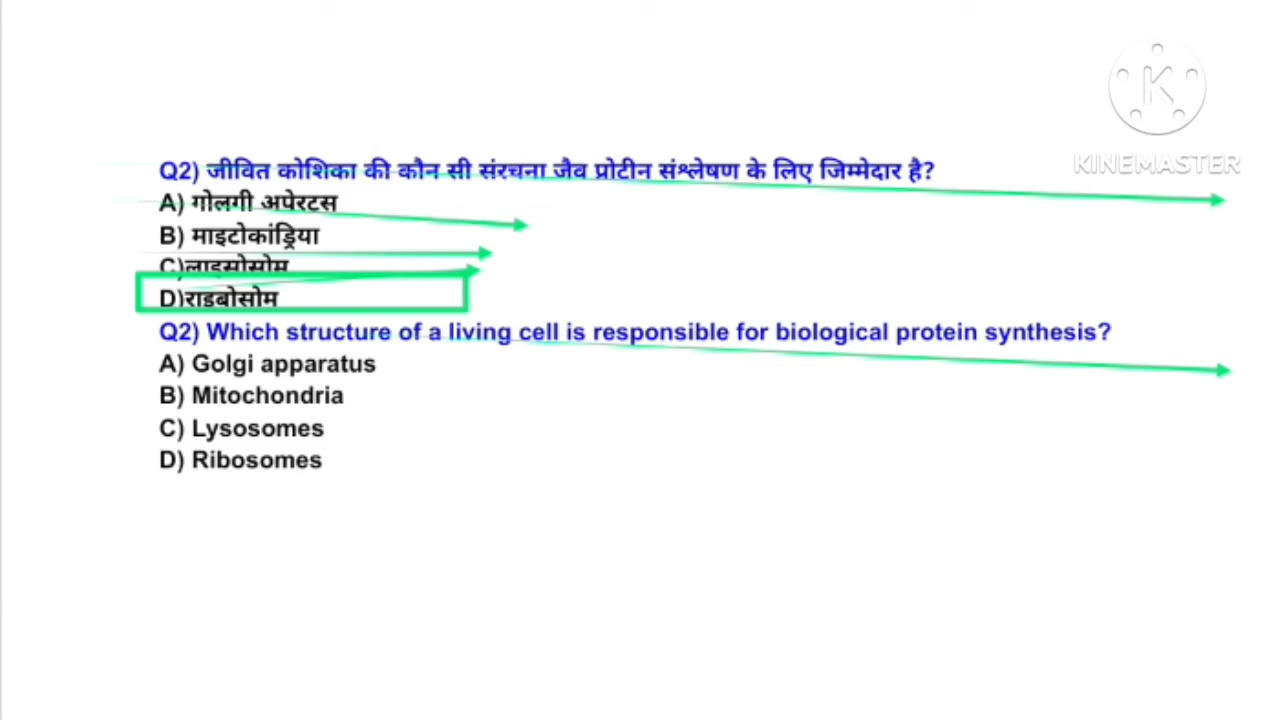 KINEMASTER
Q2) जीवित कोशिका की कौन सी संरचना जैव प्रोटीन संश्लेषण के लिए जिम्मेदार है?
A) गोलगी अपेरटस
B) माइटोकांड्रिया
C)लाइसोसोम
D)राइबोसोम
Q2) Which structure of a living cell is responsible for biological protein synthesis?
A) Golgi apparatus
B) Mitochondria
C) Lysosomes
D) Ribosomes